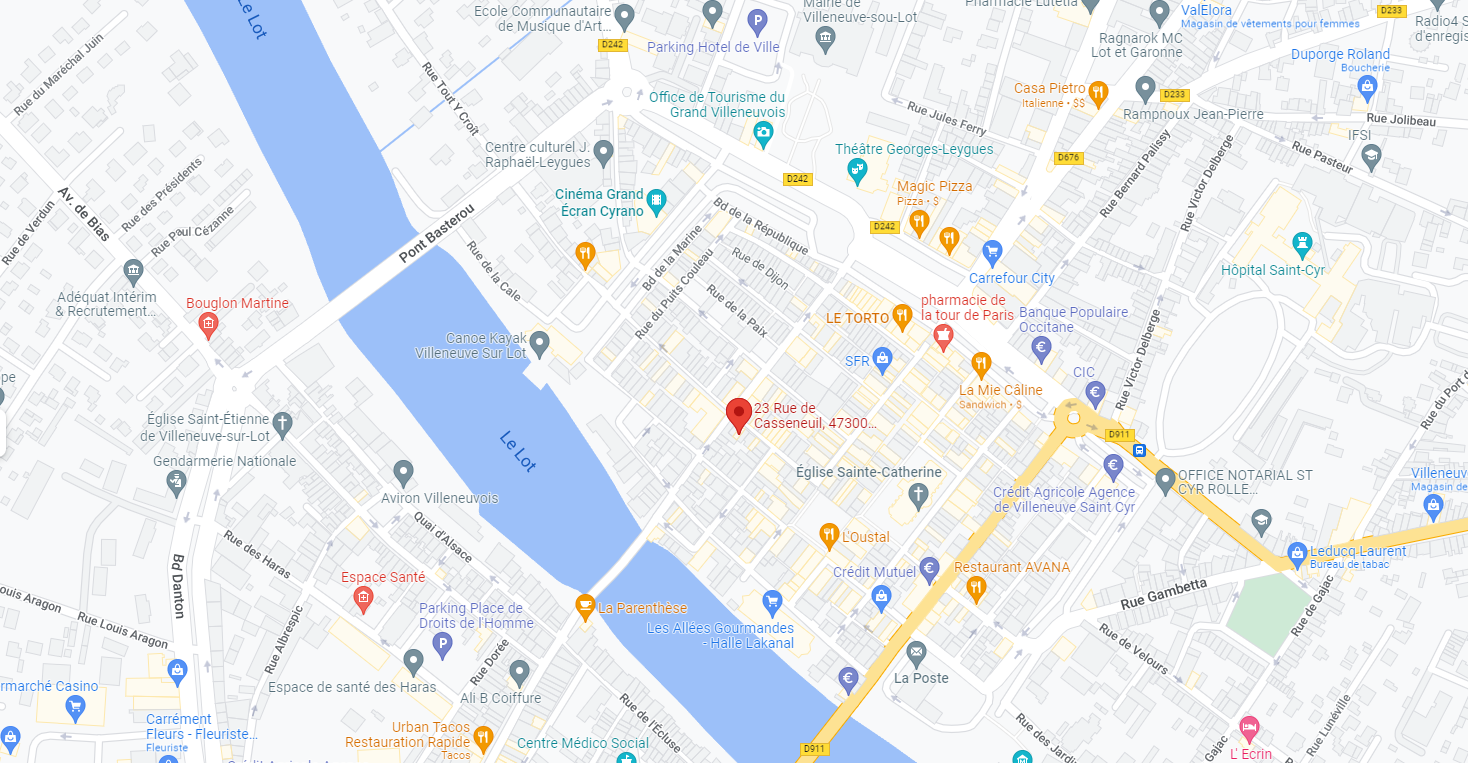 Le Lot
Ecole Communautaire
de Musique d'Art...
D242
Parking Hotel de Ville
Mairie de
Villeneuve-sou-Lot
Pharmacie Lutetia
ValElora
Magasin de vêtements pour femmes
D233
Radio4 S
d'enregis
Ragnarok MC
Lot et Garonne
Duporge Roland
Boucherie
Rue du Maréchal Juin
Rue Tout Y Croit
Office de Tourisme du
Grand Villeneuvois
Casa Pietro
Italienne • $$
D233
Rampnoux Jean-Pierre
Rue Jolibeau
Rue Jules Ferry
IFSI
Rue Pasteur
Centre culturel J.
Raphaël-Leygues
Théâtre Georges-Leygues
D676
Rue Bernard Palissy
Rue Victor Delberge
D242
Magic Pizza
Pizza • $
Cinéma Grand
Écran Cyrano
Av. de Bias
Rue des Présidents
Rue de Verdun
Rue Paul Cézanne
Pont Basterou
Bd de la République
D242
Rue de la Cale
Bd de la Marine
Rue du Puits Couleau
Rue de Dijon
Carrefour City
Hôpital Saint-Cyr
Adéquat Intérim
& Recrutement...
Bouglon Martine
Rue de la Paix
LE TORTO
pharmacie de
la tour de Paris
Banque Populaire
Occitane
Rue Victor Delberge
Canoe Kayak
Villeneuve Sur Lot
SFR
La Mie Câline
Sandwich • $
CIC
pe
Rue du Port d
Église Saint-Étienne
de Villeneuve-sur-Lot
23 Rue de
Casseneuil, 47300...
D911
Le Lot
Gendarmerie Nationale
Aviron Villeneuvois
Église Sainte-Catherine
Crédit Agricole Agence
de Villeneuve Saint Cyr
OFFICE NOTARIAL ST
CYR ROLLE...
Villeneuv
Magasin de
Quai d'Alsace
Rue des Haras
L'Oustal
Leducq Laurent
Bureau de tabac
Bd Danton
Espace Santé
Crédit Mutuel
Restaurant AVANA
Rue Gambetta
Rue de Gajac
ouis Aragon
Rue Louis Aragon
Rue Albrespic
Parking Place de
Droits de l'Homme
La Parenthèse
Les Allées Gourmandes
- Halle Lakanal
Rue de Velours
Rue Dorée
La Poste
rmarché Casino
Espace de santé des Haras
Ali B Coiffure
Rue de l'Écluse
Rue Lunéville
Carrément
Fleurs - Fleuriste...
Fleuriste
Urban Tacos
Restauration Rapide
Tacos
Centre Médico Social
D911
Rue des Jardin
Gajac
L' Ecrin